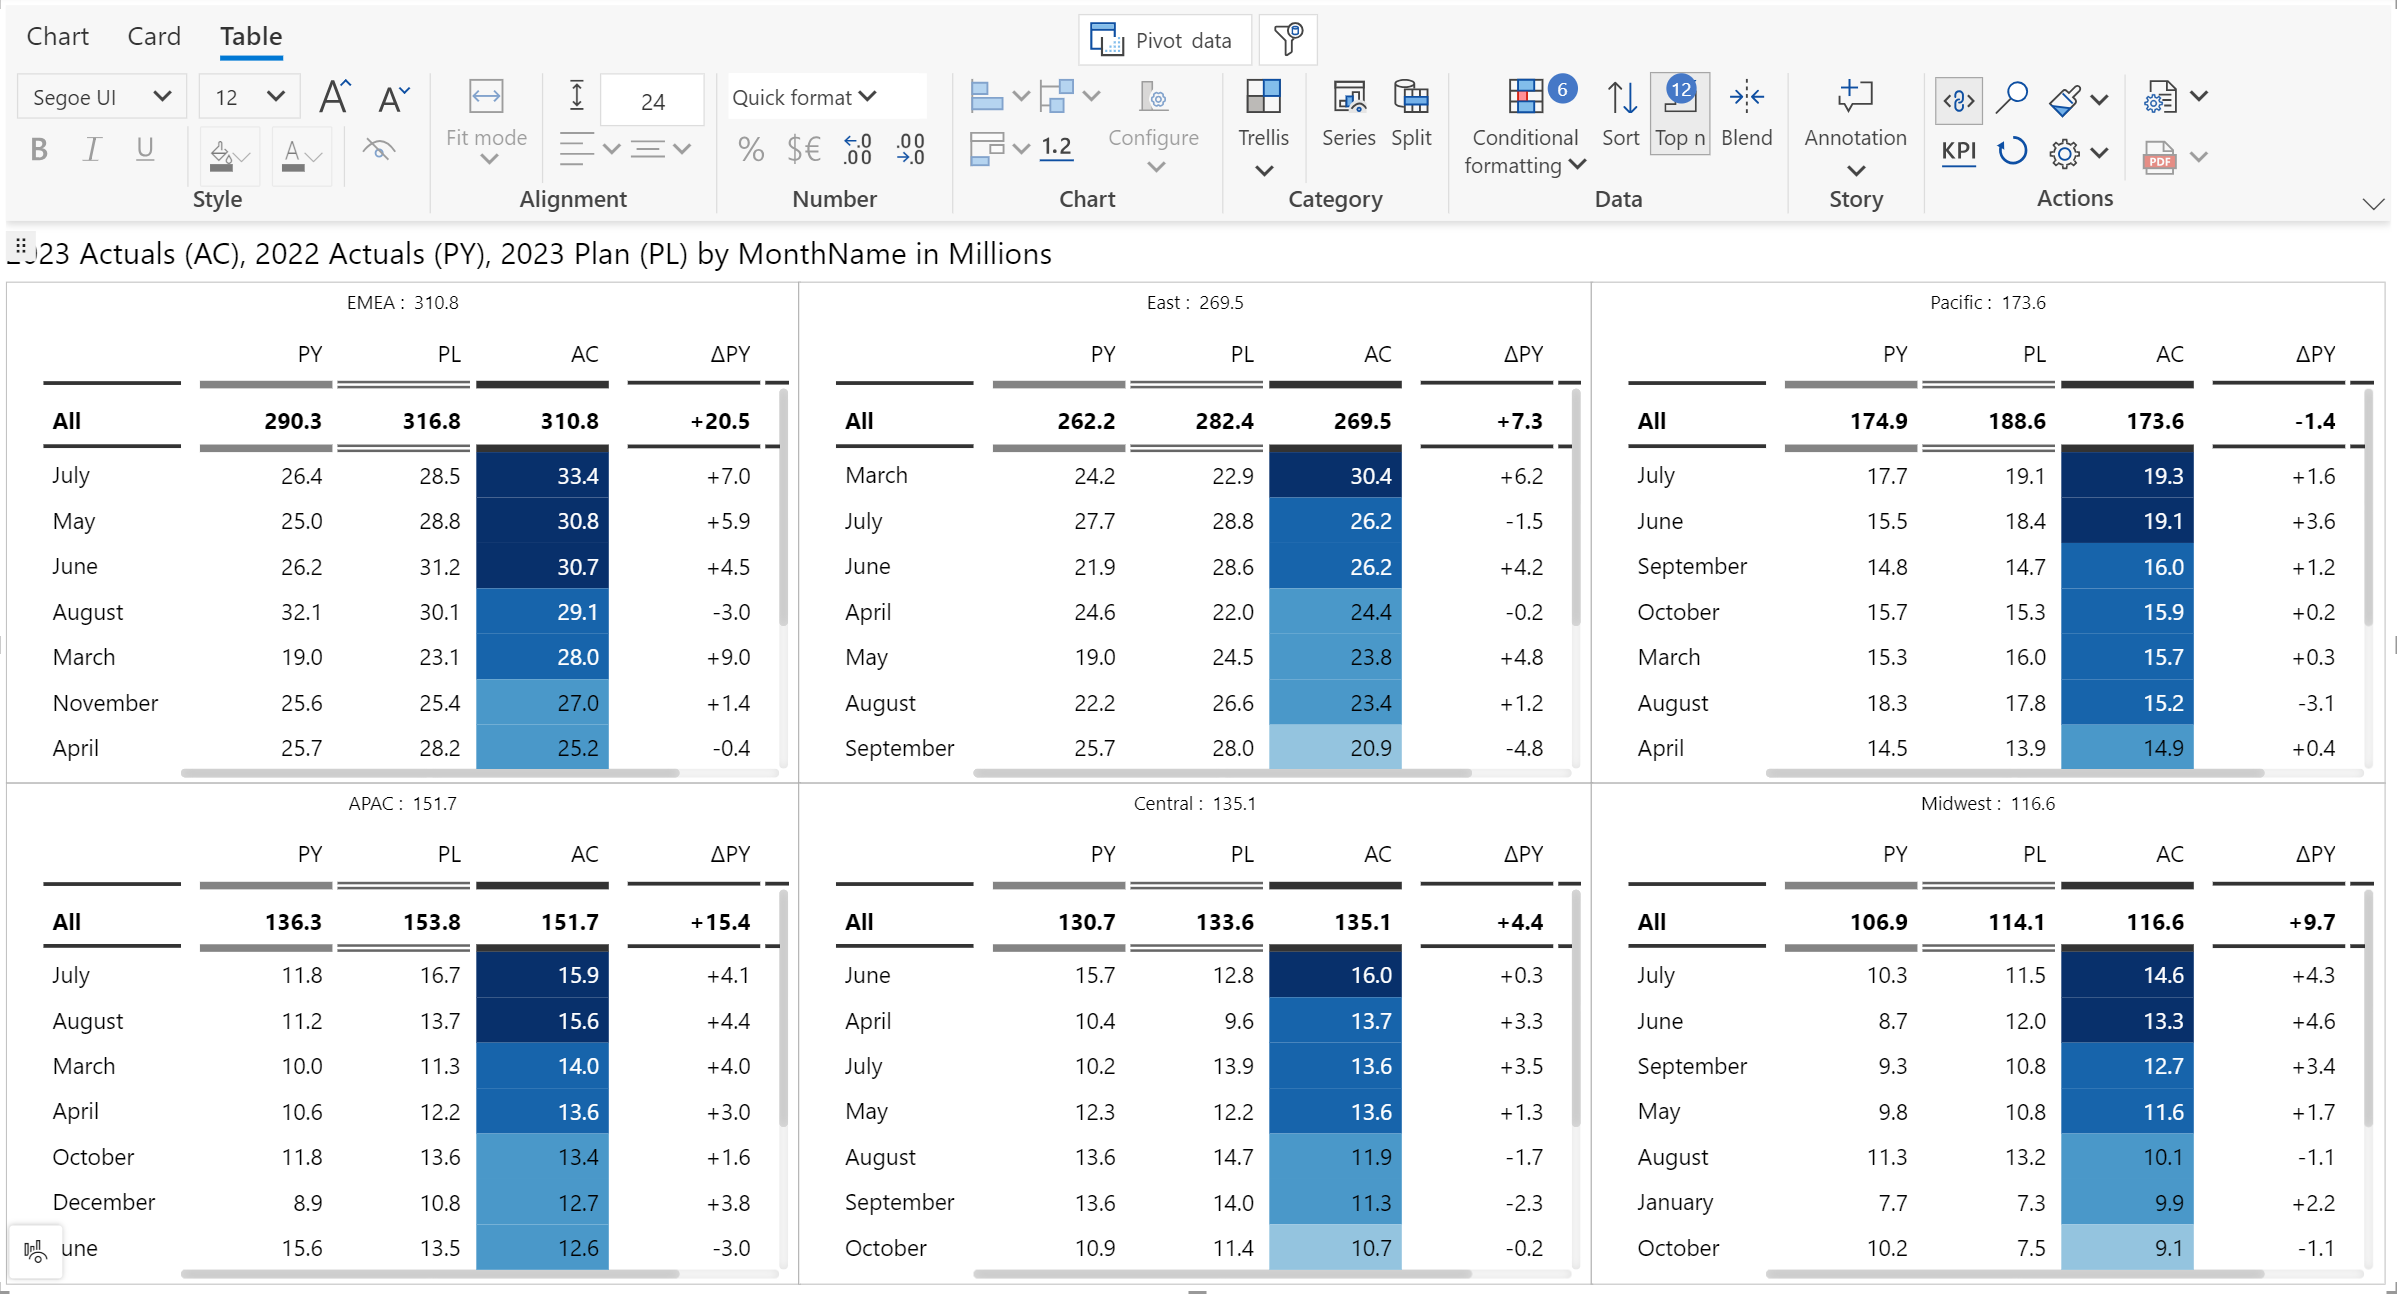 Chart Card Table
Pivot data
Segoe UI 12 A A 24 Quick format 6 12
B I U A Fit mode % $€ .0 .00 .00 .0 1.2 Configure Trellis Series Split Conditional formatting Sort Top n Blend Annotation KPI PDF
Style Alignment Number Chart Category Data Story Actions
2023 Actuals (AC), 2022 Actuals (PY), 2023 Plan (PL) by MonthName in Millions
EMEA : 310.8
PY PL AC ΔPY
All 290.3 316.8 310.8 +20.5
July 26.4 28.5 33.4 +7.0
May 25.0 28.8 30.8 +5.9
June 26.2 31.2 30.7 +4.5
August 32.1 30.1 29.1 -3.0
March 19.0 23.1 28.0 +9.0
November 25.6 25.4 27.0 +1.4
April 25.7 28.2 25.2 -0.4
East : 269.5
PY PL AC ΔPY
All 262.2 282.4 269.5 +7.3
March 24.2 22.9 30.4 +6.2
July 27.7 28.8 26.2 -1.5
June 21.9 28.6 26.2 +4.2
April 24.6 22.0 24.4 -0.2
May 19.0 24.5 23.8 +4.8
August 22.2 26.6 23.4 +1.2
September 25.7 28.0 20.9 -4.8
Pacific : 173.6
PY PL AC ΔPY
All 174.9 188.6 173.6 -1.4
July 17.7 19.1 19.3 +1.6
June 15.5 18.4 19.1 +3.6
September 14.8 14.7 16.0 +1.2
October 15.7 15.3 15.9 +0.2
March 15.3 16.0 15.7 +0.3
August 18.3 17.8 15.2 -3.1
April 14.5 13.9 14.9 +0.4
APAC : 151.7
PY PL AC ΔPY
All 136.3 153.8 151.7 +15.4
July 11.8 16.7 15.9 +4.1
August 11.2 13.7 15.6 +4.4
March 10.0 11.3 14.0 +4.0
April 10.6 12.2 13.6 +3.0
October 11.8 13.6 13.4 +1.6
December 8.9 10.8 12.7 +3.8
une 15.6 13.5 12.6 -3.0
Central : 135.1
PY PL AC ΔPY
All 130.7 133.6 135.1 +4.4
June 15.7 12.8 16.0 +0.3
April 10.4 9.6 13.7 +3.3
July 10.2 13.9 13.6 +3.5
May 12.3 12.2 13.6 +1.3
August 13.6 14.7 11.9 -1.7
September 13.6 14.0 11.3 -2.3
October 10.9 11.4 10.7 -0.2
Midwest : 116.6
PY PL AC ΔPY
All 106.9 114.1 116.6 +9.7
July 10.3 11.5 14.6 +4.3
June 8.7 12.0 13.3 +4.6
September 9.3 10.8 12.7 +3.4
May 9.8 10.8 11.6 +1.7
August 11.3 13.2 10.1 -1.1
January 7.7 7.3 9.9 +2.2
October 10.2 7.5 9.1 -1.1